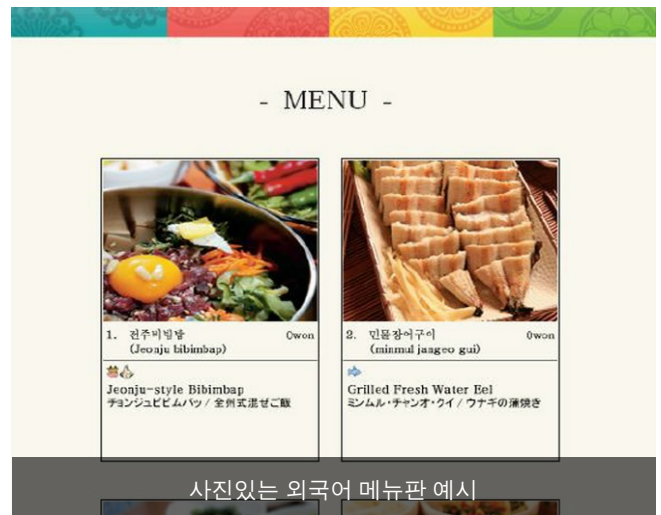 - MENU -
1. 전주비빔밥 0won
(Jeonju bibimbap)
Jeonju-style Bibimbap
チョンジュビビムバッ / 全州式混ぜご飯
2. 민물장어구이 0won
(minmul jangeo gui)
Grilled Fresh Water Eel
ミンムル・チャンオ・クイ / ウナギの蒲焼き
사진있는 외국어 메뉴판 예시